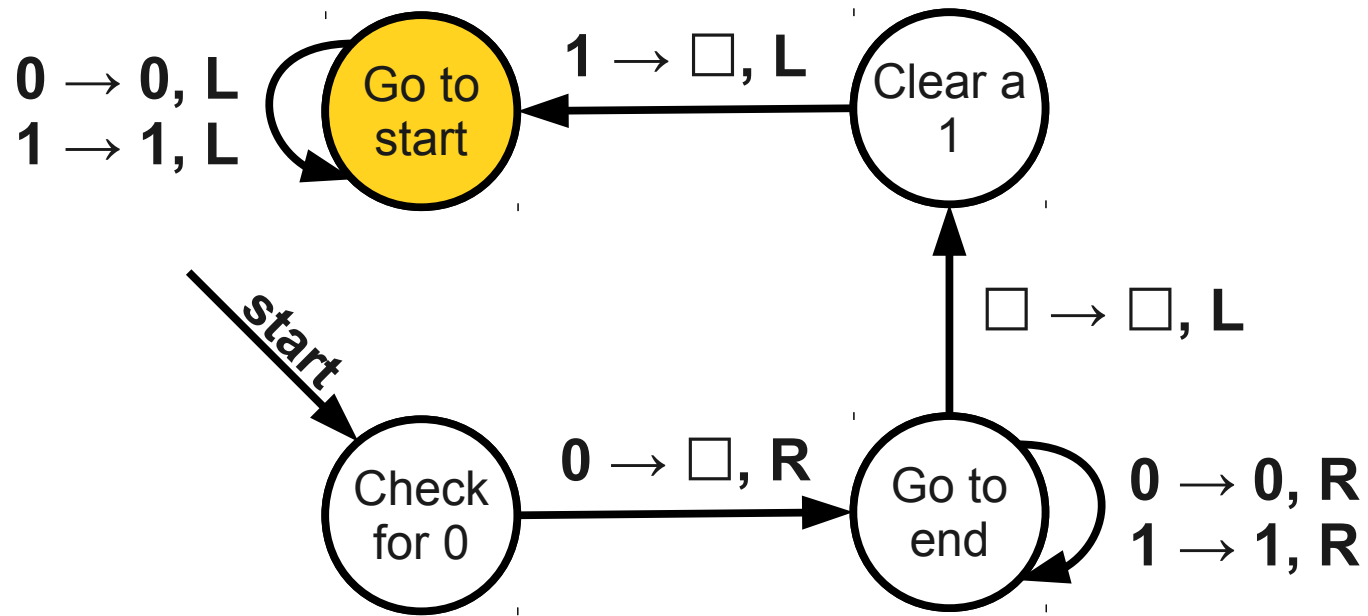 0 → 0, L
1 → 1, L
Go to
start
1 → □, L
Clear a
1
start
□ → □, L
Check
for 0
0 → □, R
Go to
end
0 → 0, R
1 → 1, R